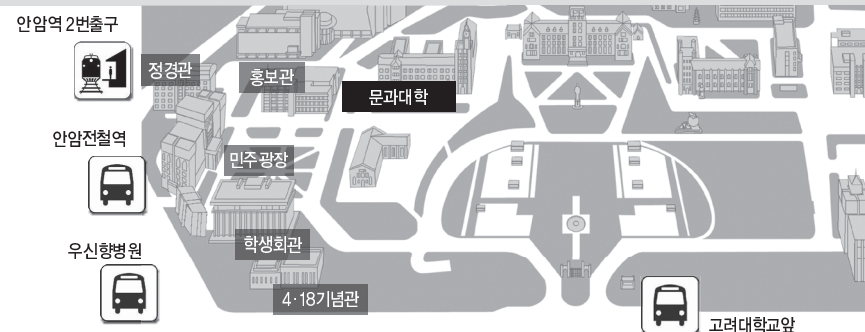 안암역 2번출구
정경관
홍보관
문과대학
안암전철역
민주광장
우신향병원
학생회관
4·18기념관
고려대학교앞